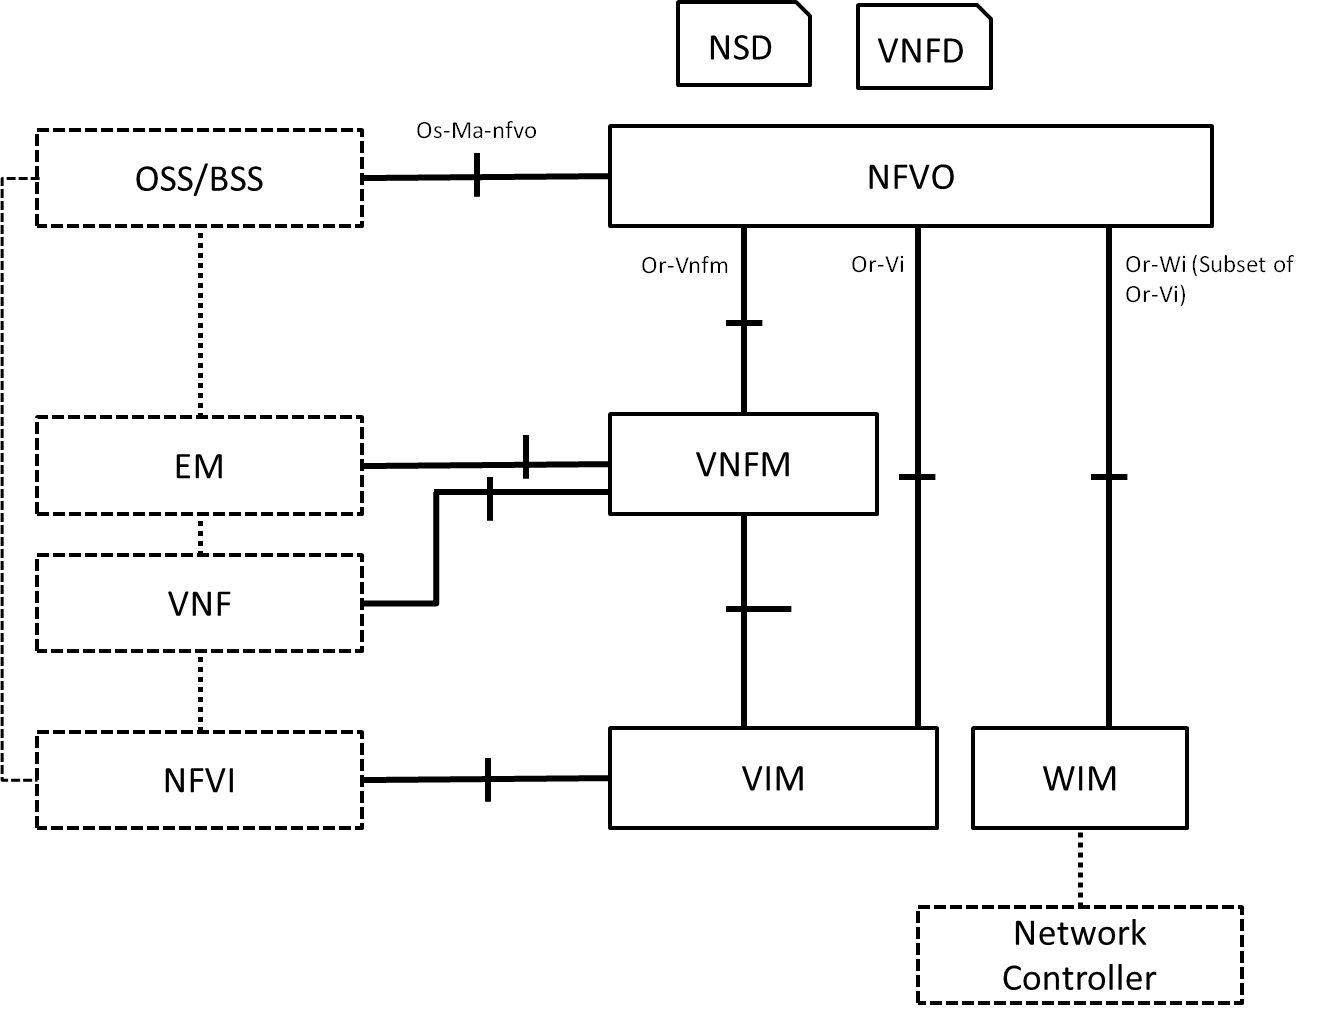 NSD
VNFD
Os-Ma-nfvo
OSS/BSS
NFVO
Or-Vnfm
Or-Vi
Or-Wi (Subset of
Or-Vi)
EM
VNFM
VNF
NFVI
VIM
WIM
Network
Controller